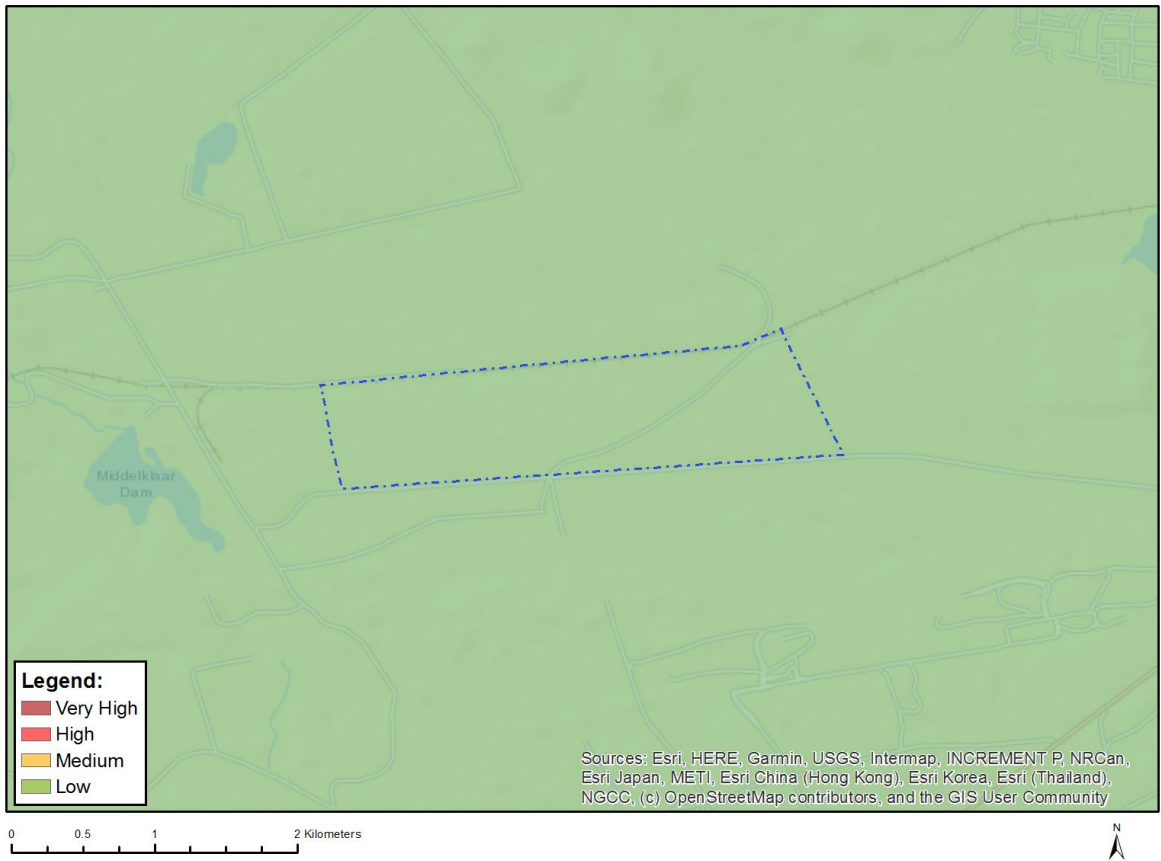 Middelklaar
Dam
Legend:
Very High
High
Medium
Low
Sources: Esri, HERE, Garmin, USGS, Intermap, INCREMENT P, NRCan,
Esri Japan, METI, Esri China (Hong Kong), Esri Korea, Esri (Thailand),
NGCC, (c) OpenStreetMap contributors, and the GIS User Community
0 0.5 1 2 Kilometers
N